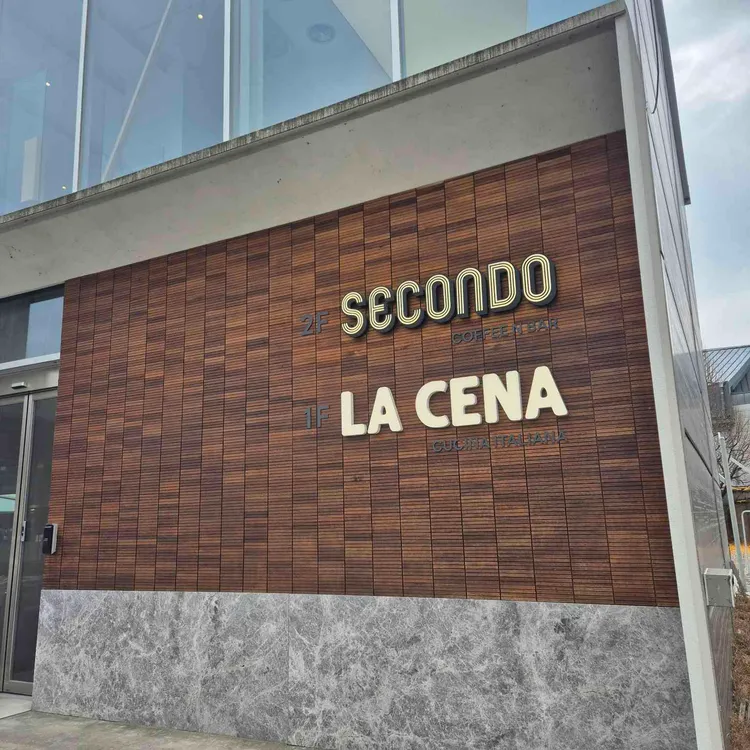 2F SECONDO
COFFEE N BAR
1F LA CENA
CUCINA ITALIANA